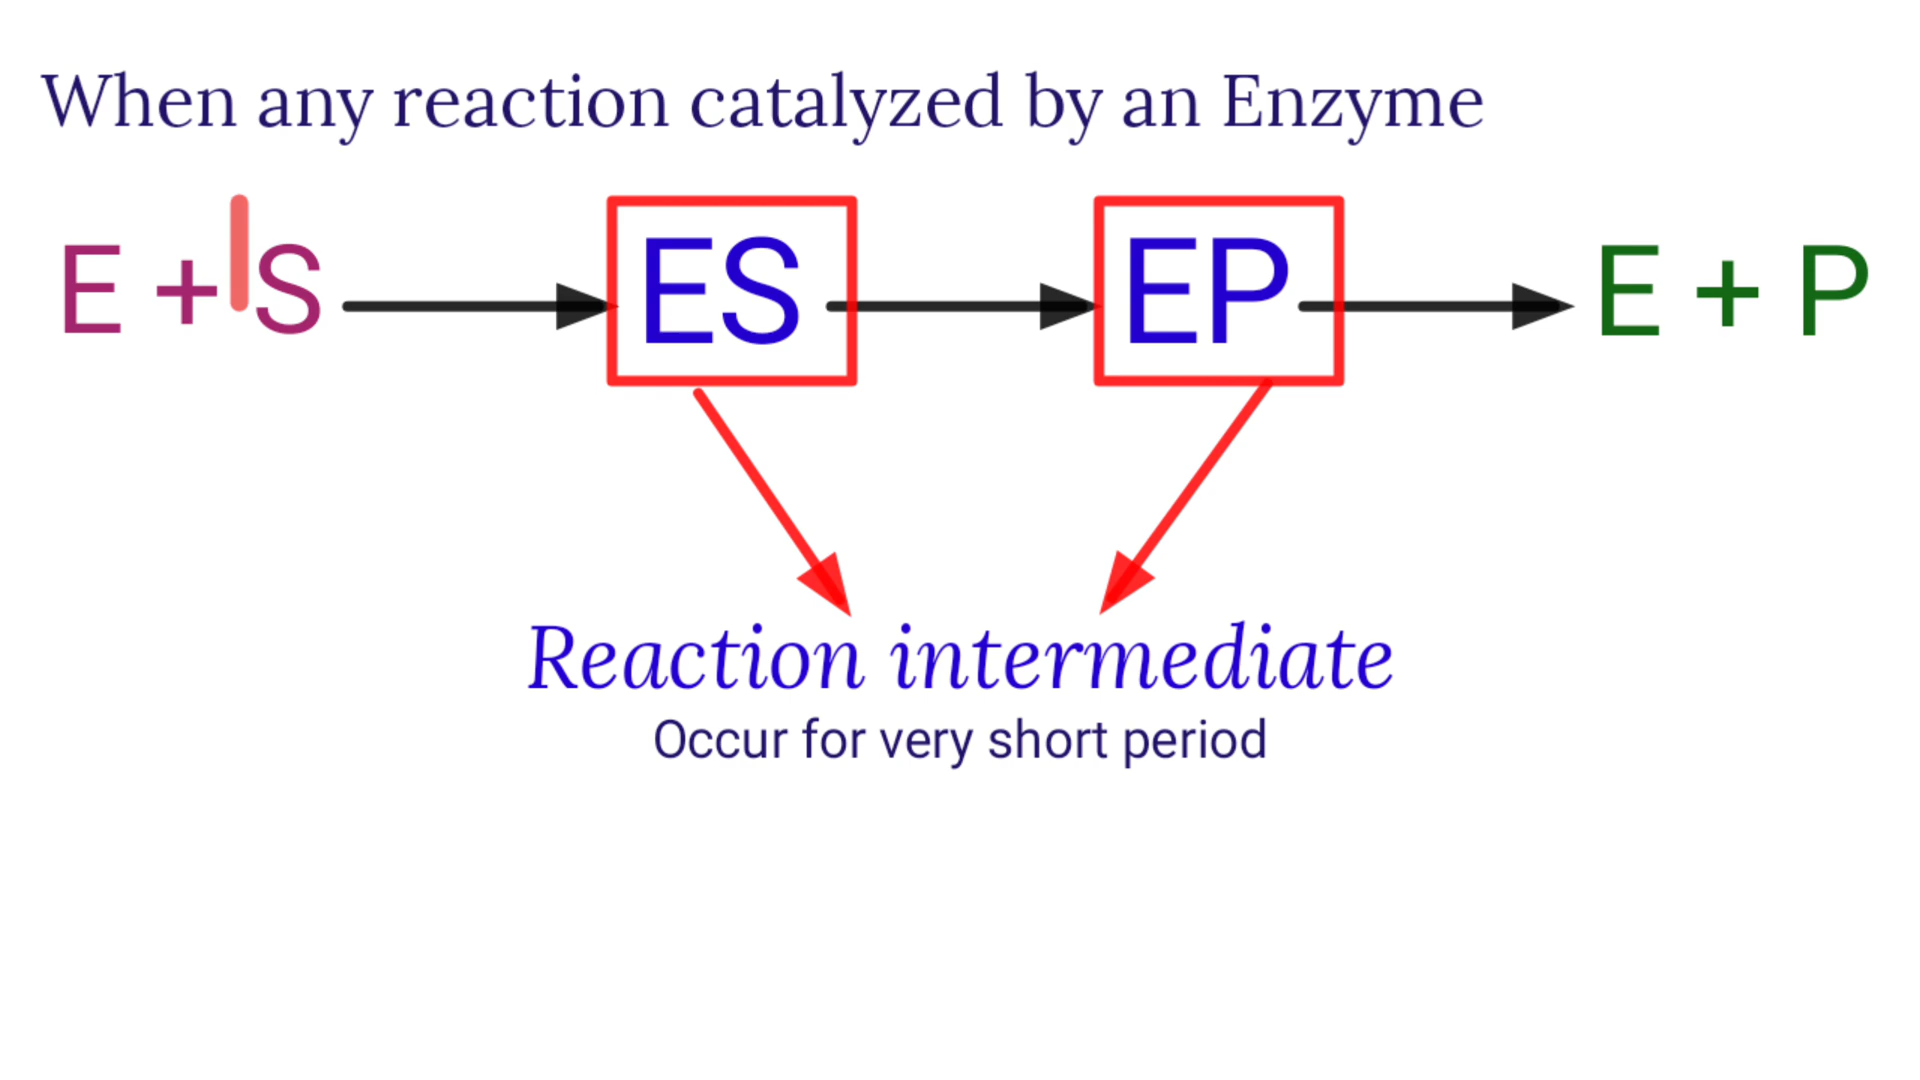 When any reaction catalyzed by an Enzyme
E + S ES EP E + P
Reaction intermediate
Occur for very short period